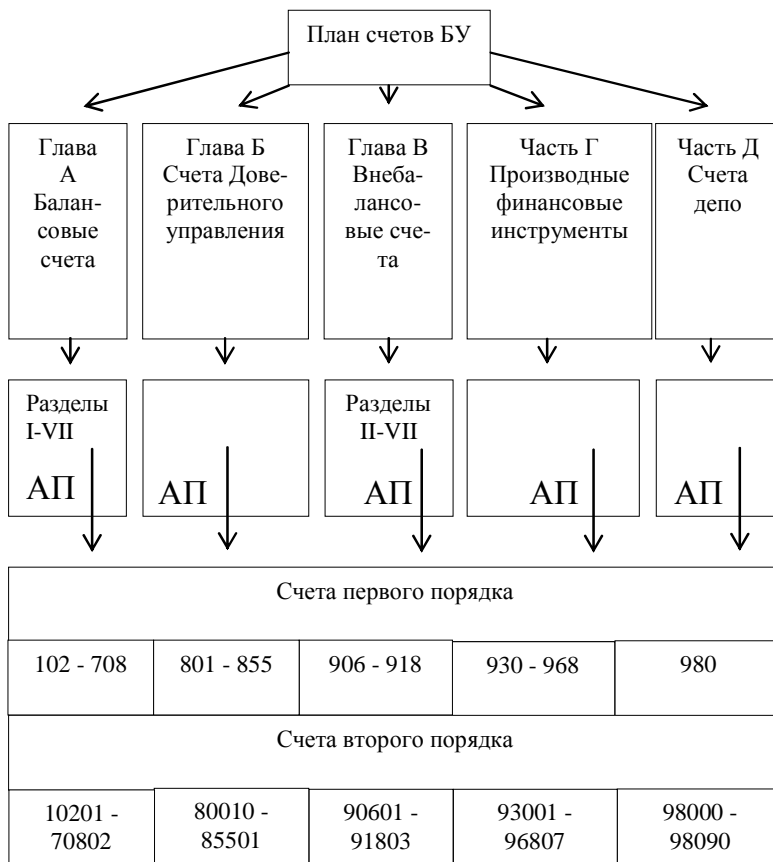 План счетов БУ
Глава
А
Балан-
совые
счета
Глава Б
Счета Дове-
рительного
управления
Глава В
Внеба-
лансо-
вые сче-
та
Часть Г
Производные
финансовые
инструменты
Часть Д
Счета
депо
Разделы
I-VII
АП
АП
Разделы
II-VII
АП
АП
АП
Счета первого порядка
102 - 708
801 - 855
906 - 918
930 - 968
980
Счета второго порядка
10201 -
70802
80010 -
85501
90601 -
91803
93001 -
96807
98000 -
98090